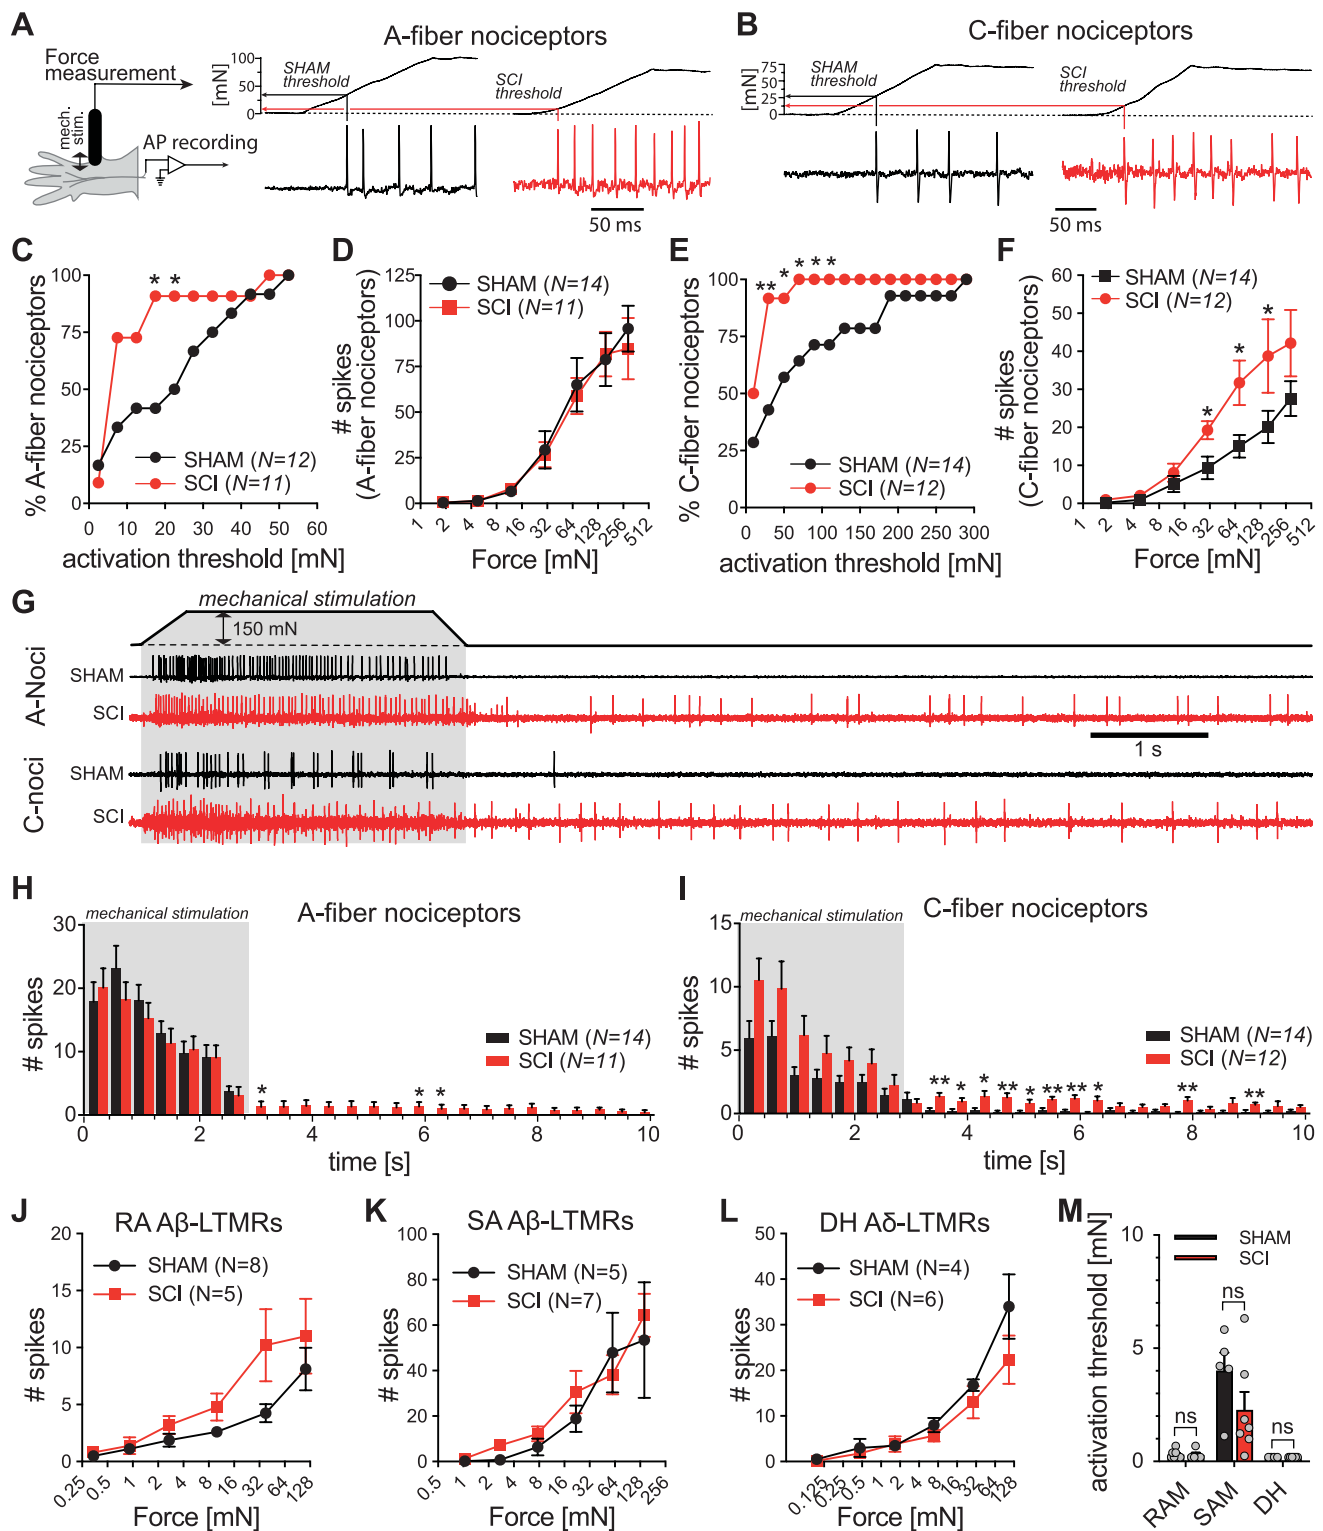 A
A-fiber nociceptors
B
C-fiber nociceptors
Force
measurement
mech.
stim.
AP recording
[mN]
100
50
0
SHAM
threshold
SCI
threshold
50 ms
[mN]
75
50
25
0
SHAM
threshold
SCI
threshold
50 ms
C
% A-fiber nociceptors
100
75
50
25
0
* *
SHAM (N=12)
SCI (N=11)
0 10 20 30 40 50 60
activation threshold [mN]
D
# spikes
(A-fiber nociceptors)
125
100
75
50
25
0
SHAM (N=14)
SCI (N=11)
1 2 4 8 16 32 64 128 256 512
Force [mN]
E
% C-fiber nociceptors
100
75
50
25
0
** * * **
SHAM (N=14)
SCI (N=12)
0 50 100 150 200 250 300
activation threshold [mN]
F
# spikes
(C-fiber nociceptors)
60
50
40
30
20
10
0
SHAM (N=14)
SCI (N=12)
* * *
1 2 4 8 16 32 64 128 256 512
Force [mN]
G
mechanical stimulation
150 mN
A-Noci
SHAM
SCI
1 s
C-noci
SHAM
SCI
H
mechanical stimulation
A-fiber nociceptors
# spikes
30
20
10
0
SHAM (N=14)
SCI (N=11)
* * *
0 2 4 6 8 10
time [s]
I
mechanical stimulation
C-fiber nociceptors
# spikes
15
10
5
0
SHAM (N=14)
SCI (N=12)
** * * ** * ** ** * ** **
0 2 4 6 8 10
time [s]
J
RA Aβ-LTMRs
# spikes
20
15
10
5
0
SHAM (N=8)
SCI (N=5)
0.25 0.5 1 2 4 8 16 32 64 128
Force [mN]
K
SA Aβ-LTMRs
# spikes
100
80
60
40
20
0
SHAM (N=5)
SCI (N=7)
0.5 1 2 4 8 16 32 64 128 256
Force [mN]
L
DH Aδ-LTMRs
# spikes
50
40
30
20
10
0
SHAM (N=4)
SCI (N=6)
0.125 0.25 0.5 1 2 4 8 16 32 64 128
Force [mN]
M
activation threshold [mN]
10
5
0
SHAM
SCI
ns
ns
ns
RAM SAM DH